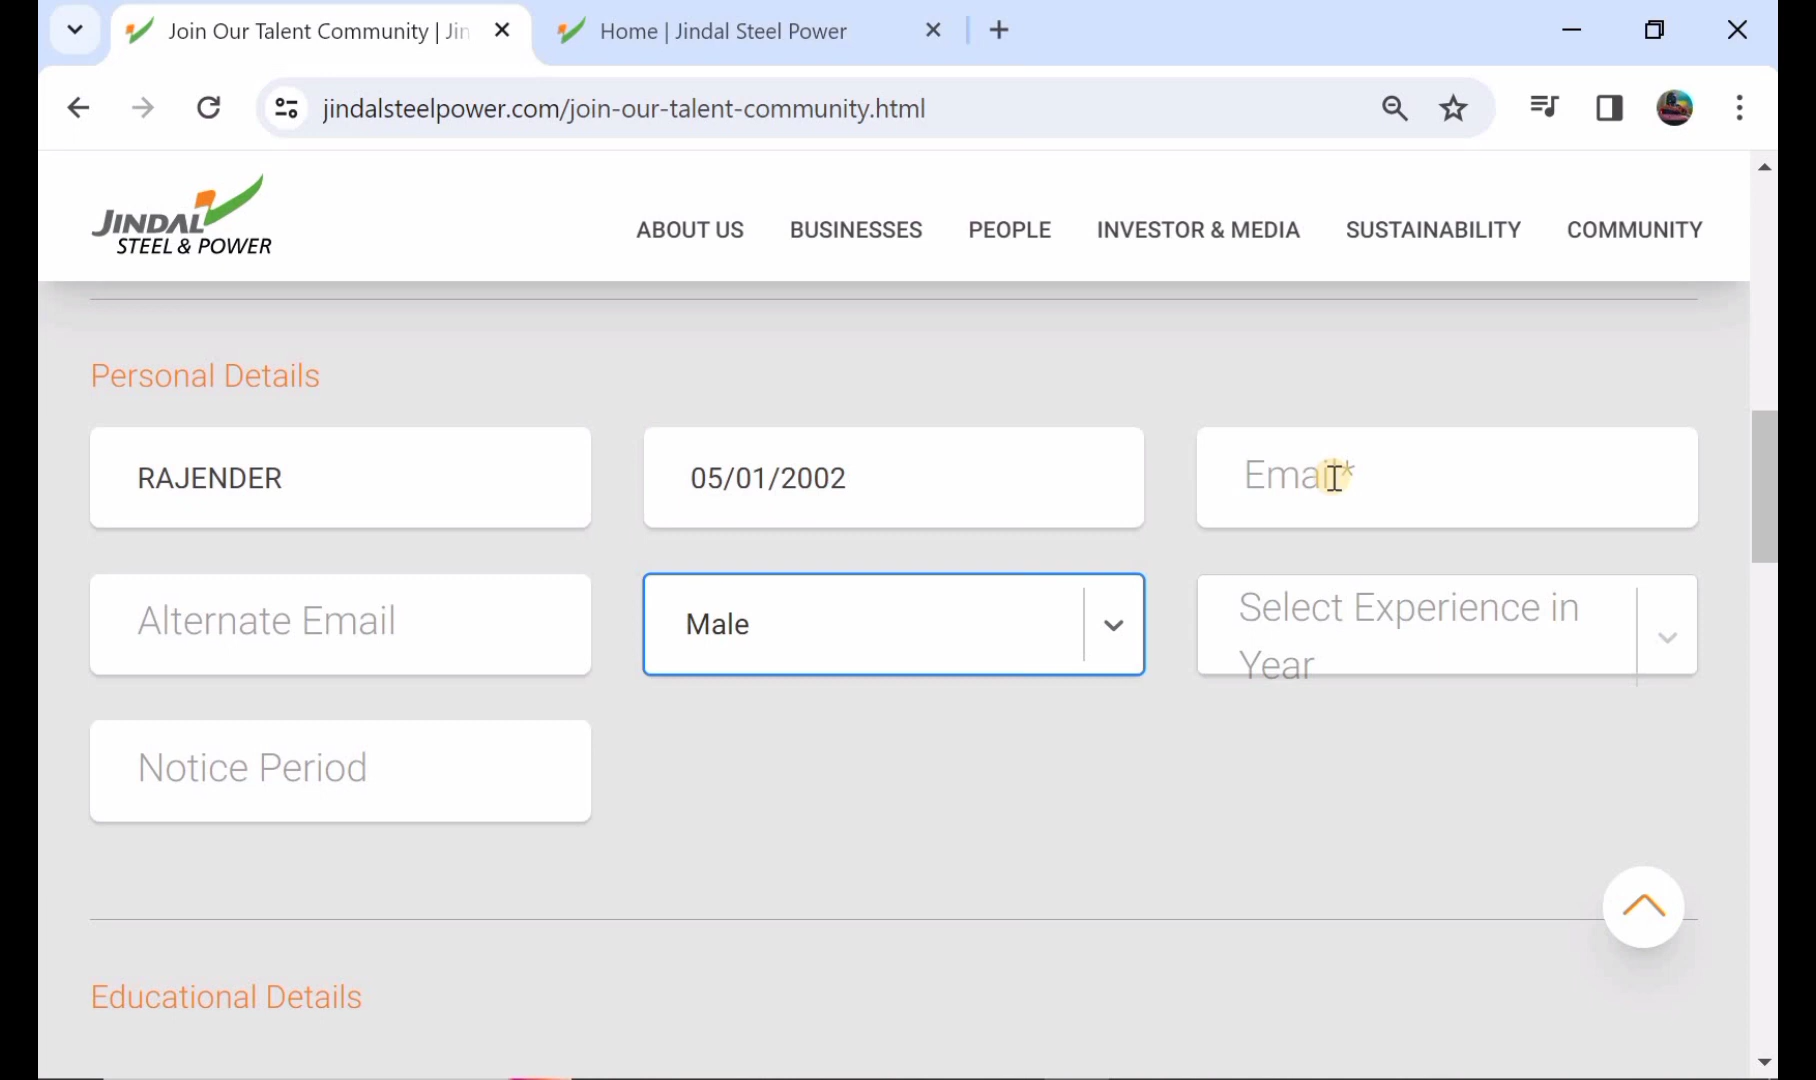 Join Our Talent Community | Jin
Home | Jindal Steel Power
jindalsteelpower.com/join-our-talent-community.html
JINDAL
STEEL & POWER
ABOUT US
BUSINESSES
PEOPLE
INVESTOR & MEDIA
SUSTAINABILITY
COMMUNITY
Personal Details
RAJENDER
05/01/2002
Email*
Alternate Email
Male
Select Experience in
Year
Notice Period
Educational Details